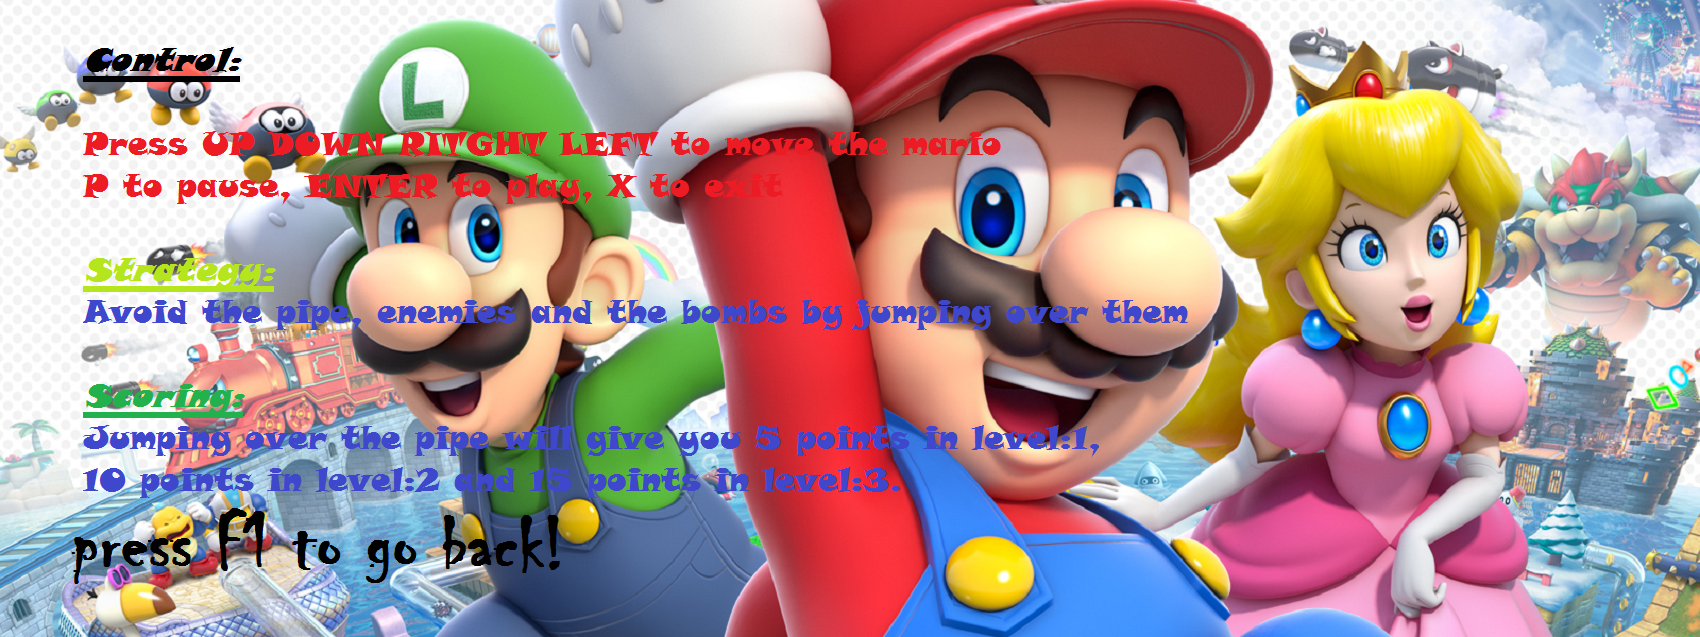 Control:
Press UP DOWN RITGHT LEFT to move the mario
P to pause, ENTER to play, X to exit
Strategy:
Avoid the pipe, enemies and the bombs by jumping over them
Scoring:
Jumping over the pipe will give you 5 points in level:1,
10 points in level:2 and 15 points in level:3.
press F1 to go back!
L